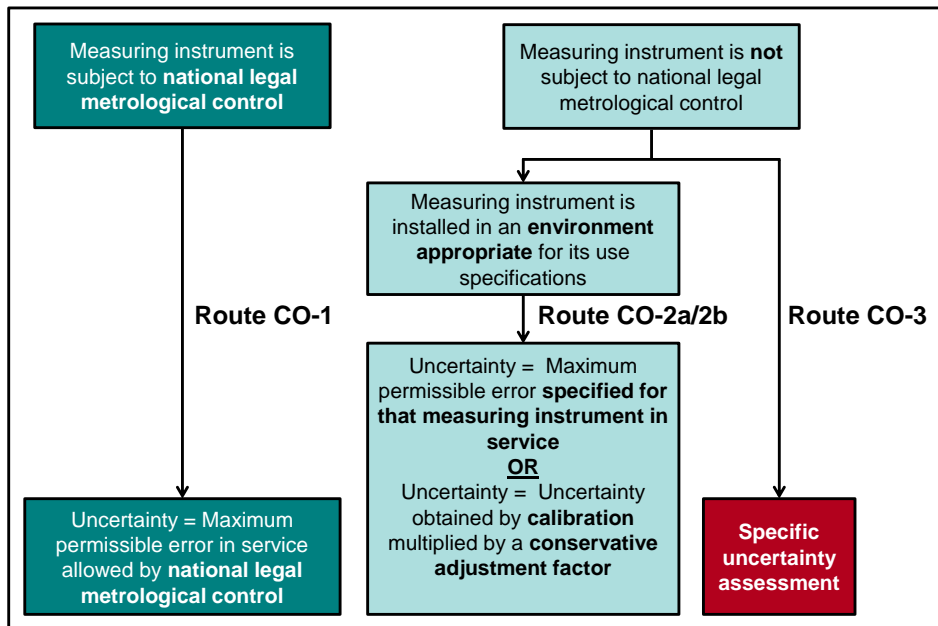 Measuring instrument is
subject to national legal
metrological control
Measuring instrument is not
subject to national legal
metrological control
Measuring instrument is
installed in an environment
appropriate for its use
specifications
Route CO-1
Route CO-2a/2b
Route CO-3
Uncertainty = Maximum
permissible error specified for
that measuring instrument in
service
OR
Uncertainty = Uncertainty
obtained by calibration
multiplied by a conservative
adjustment factor
Uncertainty = Maximum
permissible error in service
allowed by national legal
metrological control
Specific
uncertainty
assessment